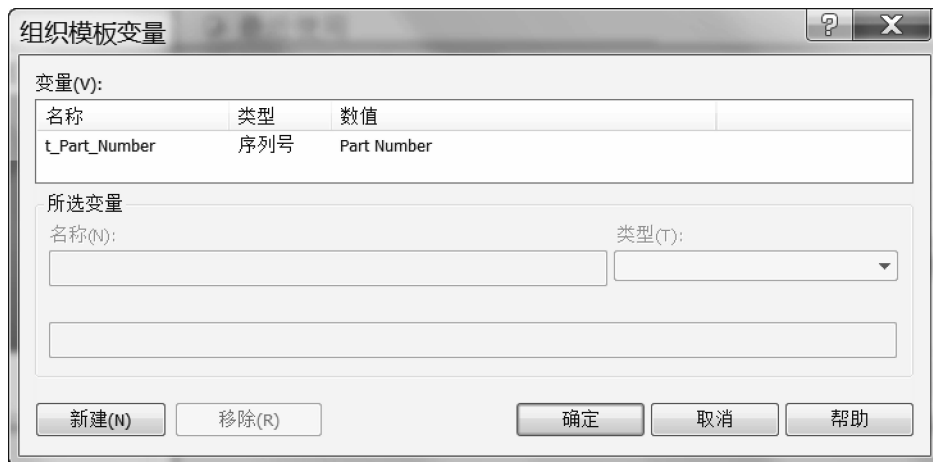 组织模板变量
变量(V):
名称 类型 数值
t_Part_Number 序列号 Part Number
所选变量
名称(N): 类型(T):
新建(N) 移除(R) 确定 取消 帮助